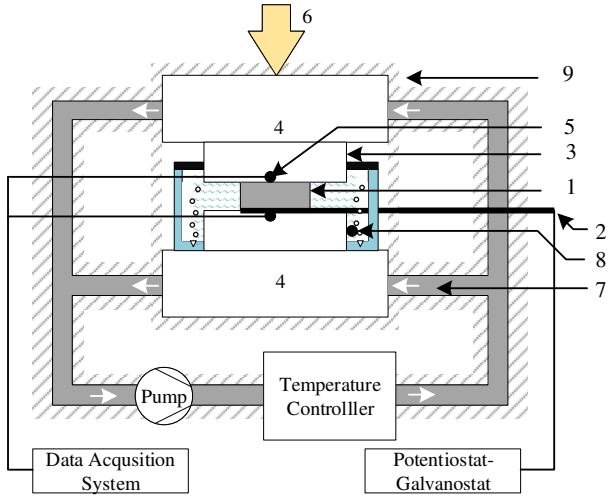 6
9
4
5
3
1
2
8
4
7
Pump
Temperature
Controlller
Data Acqusition
System
Potentiostat-
Galvanostat